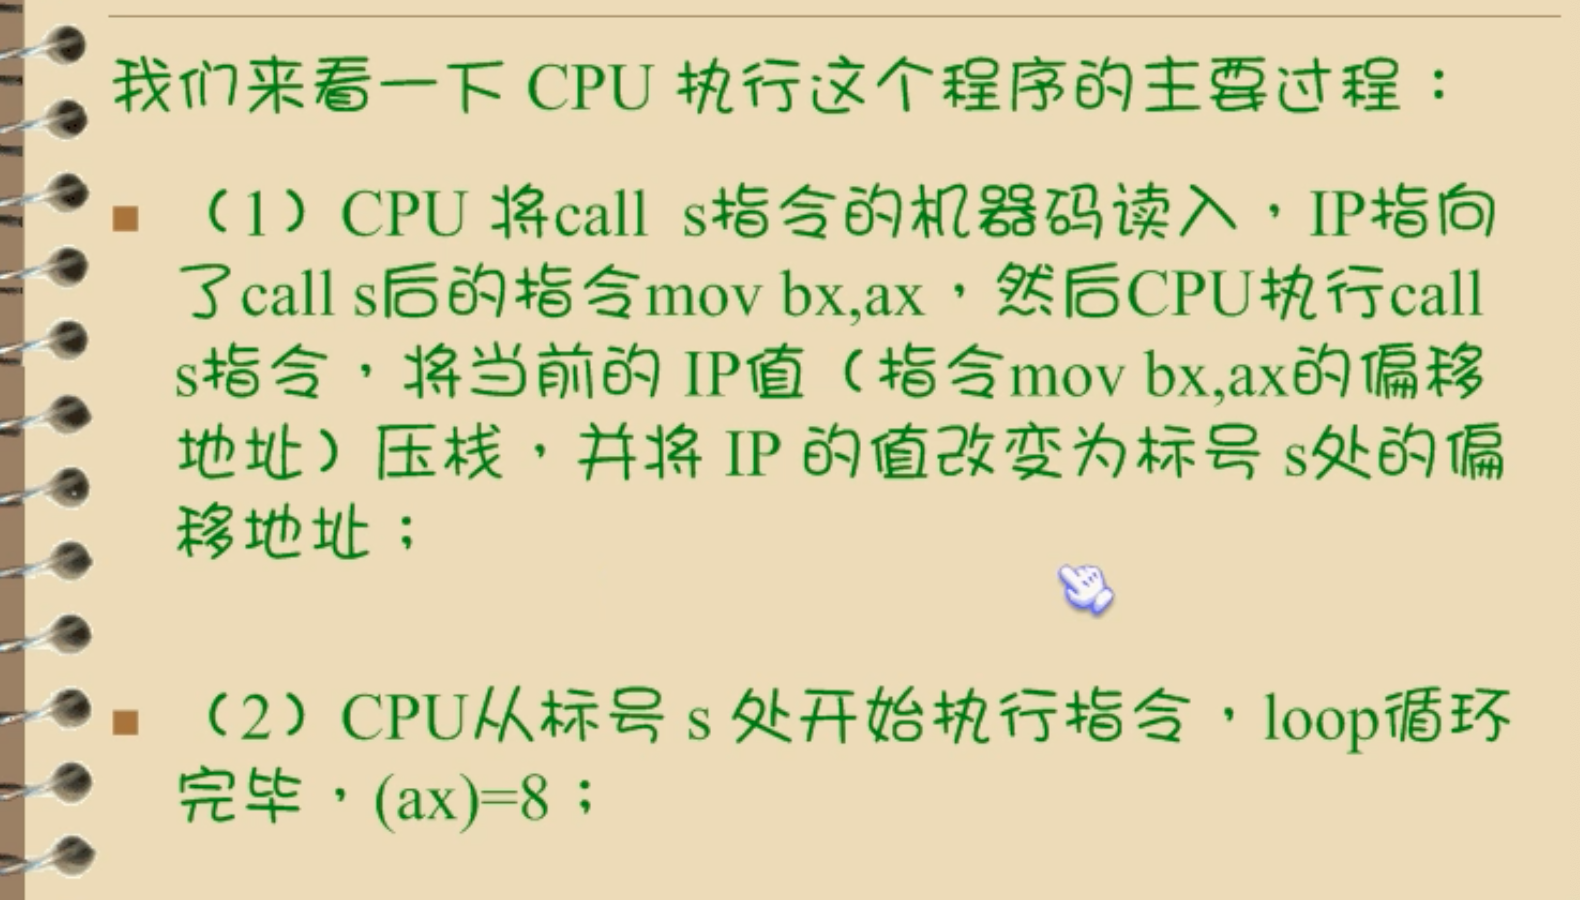 我们来看一下 CPU 执行这个程序的主要过程：
（1）CPU 将call s指令的机器码读入，IP指向
了call s后的指令mov bx,ax，然后CPU执行call
s指令，将当前的 IP值（指令mov bx,ax的偏移
地址）压栈，并将 IP 的值改变为标号 s处的偏
移地址；
（2）CPU从标号 s 处开始执行指令，loop循环
完毕，(ax)=8；